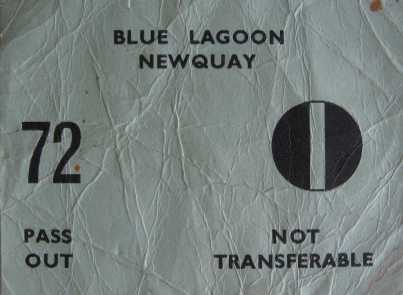 BLUE LAGOON
NEWQUAY
72
PASS
OUT
NOT
TRANSFERABLE